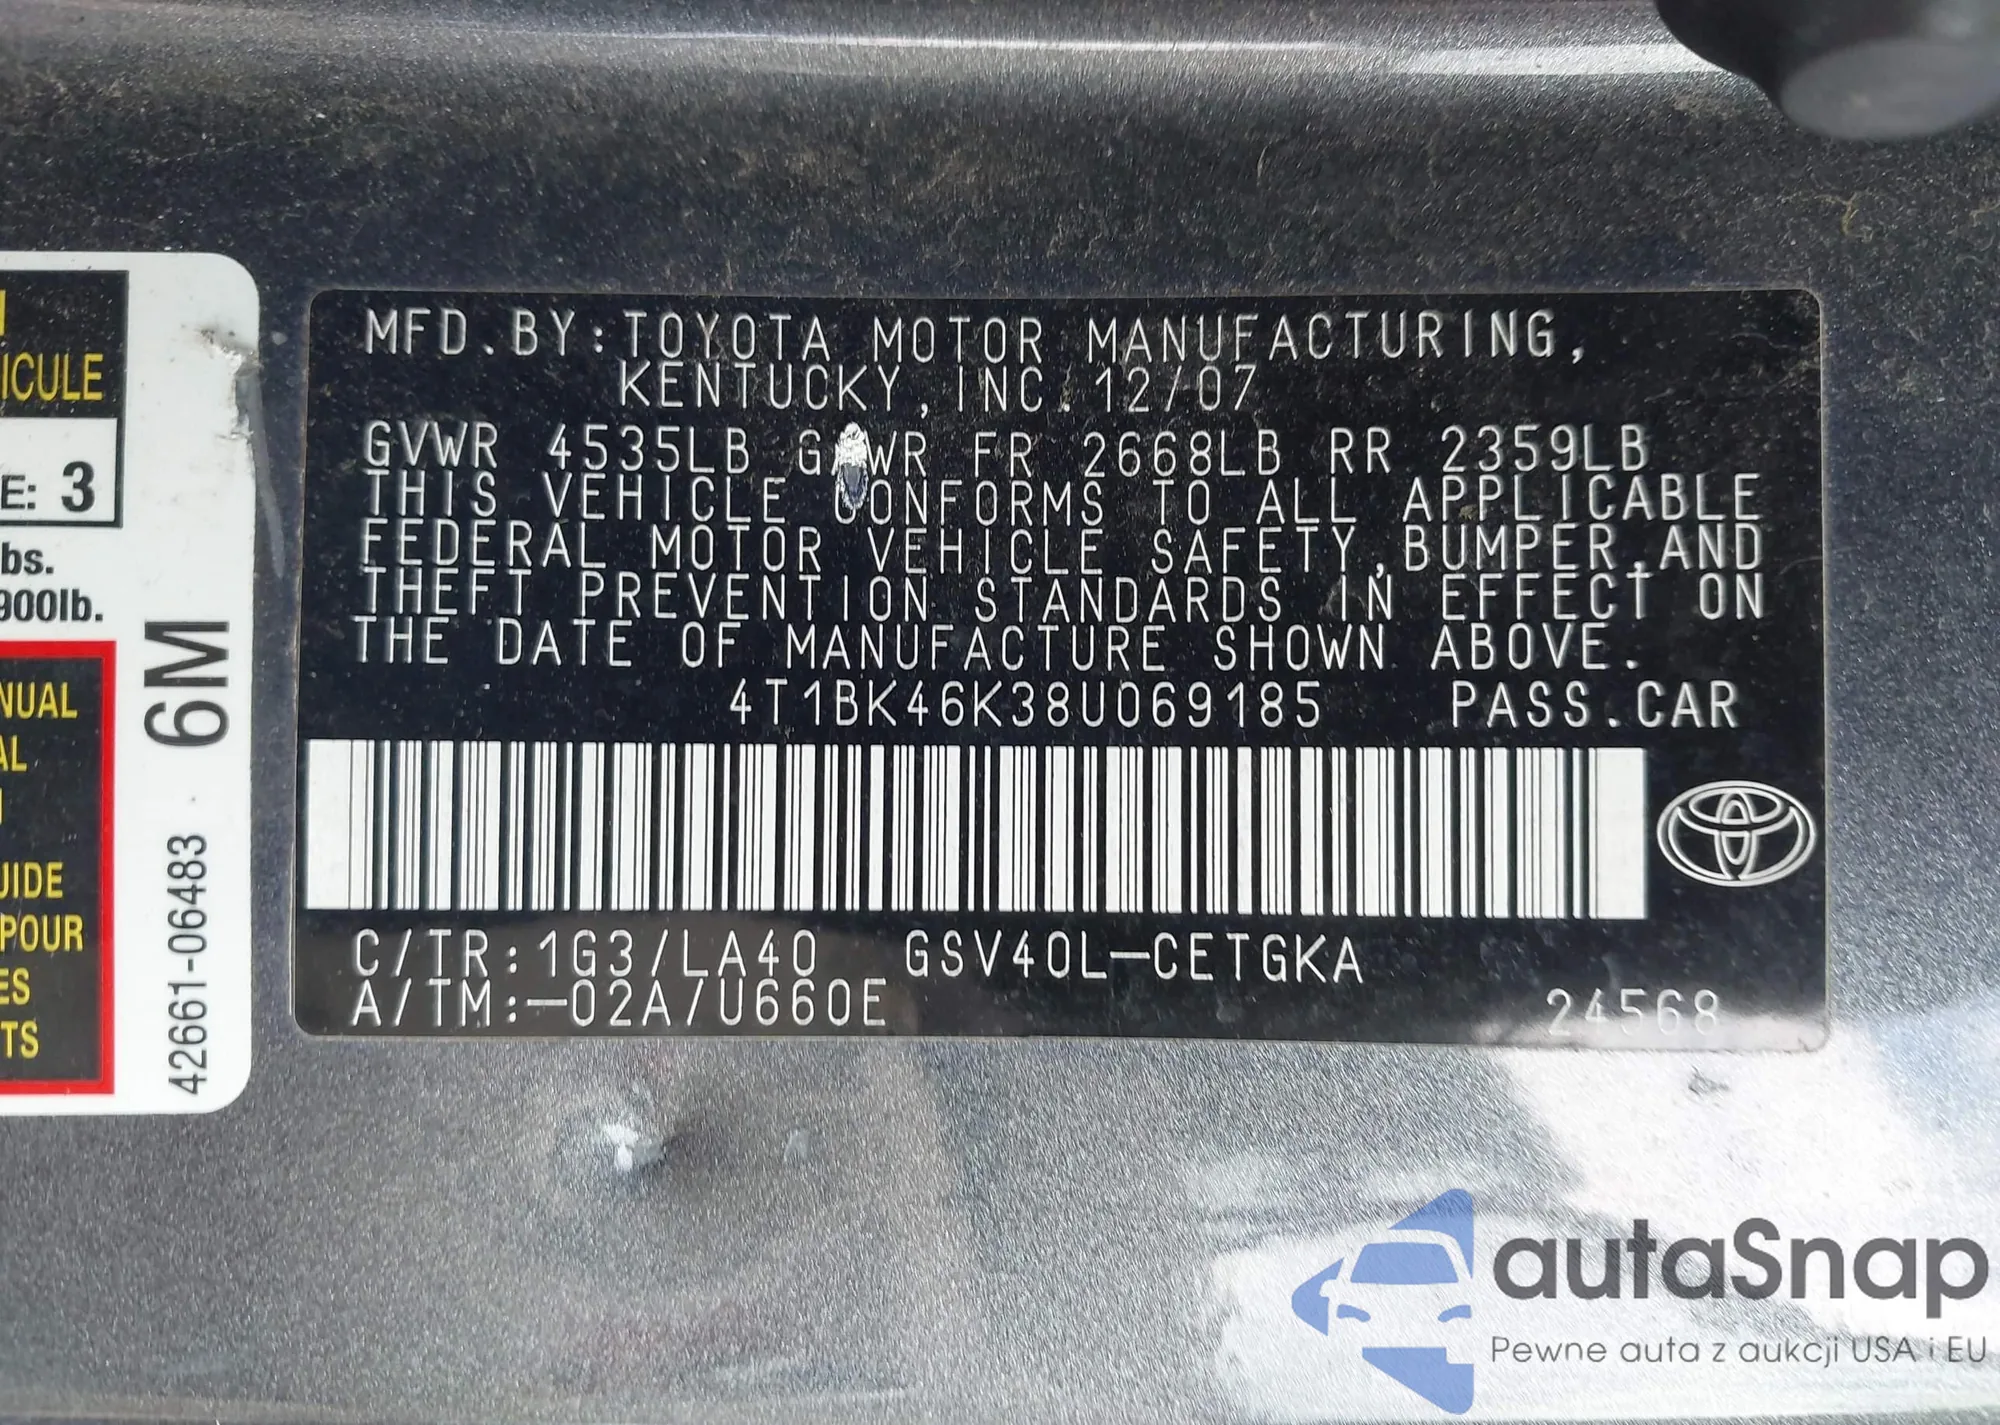 ICULE
E: 3
bs.
900lb.
NUAL
AL
UIDE
POUR
ES
TS
42661-06483 6M
MFD.BY:TOYOTA MOTOR MANUFACTURING,
KENTUCKY,INC. 12/07
GVWR 4535LB G WR FR 2668LB RR 2359LB
THIS VEHICLE CONFORMS TO ALL APPLICABLE
FEDERAL MOTOR VEHICLE SAFETY,BUMPER,AND
THEFT PREVENTION STANDARDS IN EFFECT ON
THE DATE OF MANUFACTURE SHOWN ABOVE.
4T1BK46K38U069185 PASS.CAR
C/TR:1G3/LA40 GSV40L-CETGKA
A/TM:-02A/U660E
24568
autaSnap
Pewne auta z aukcji USA i EU